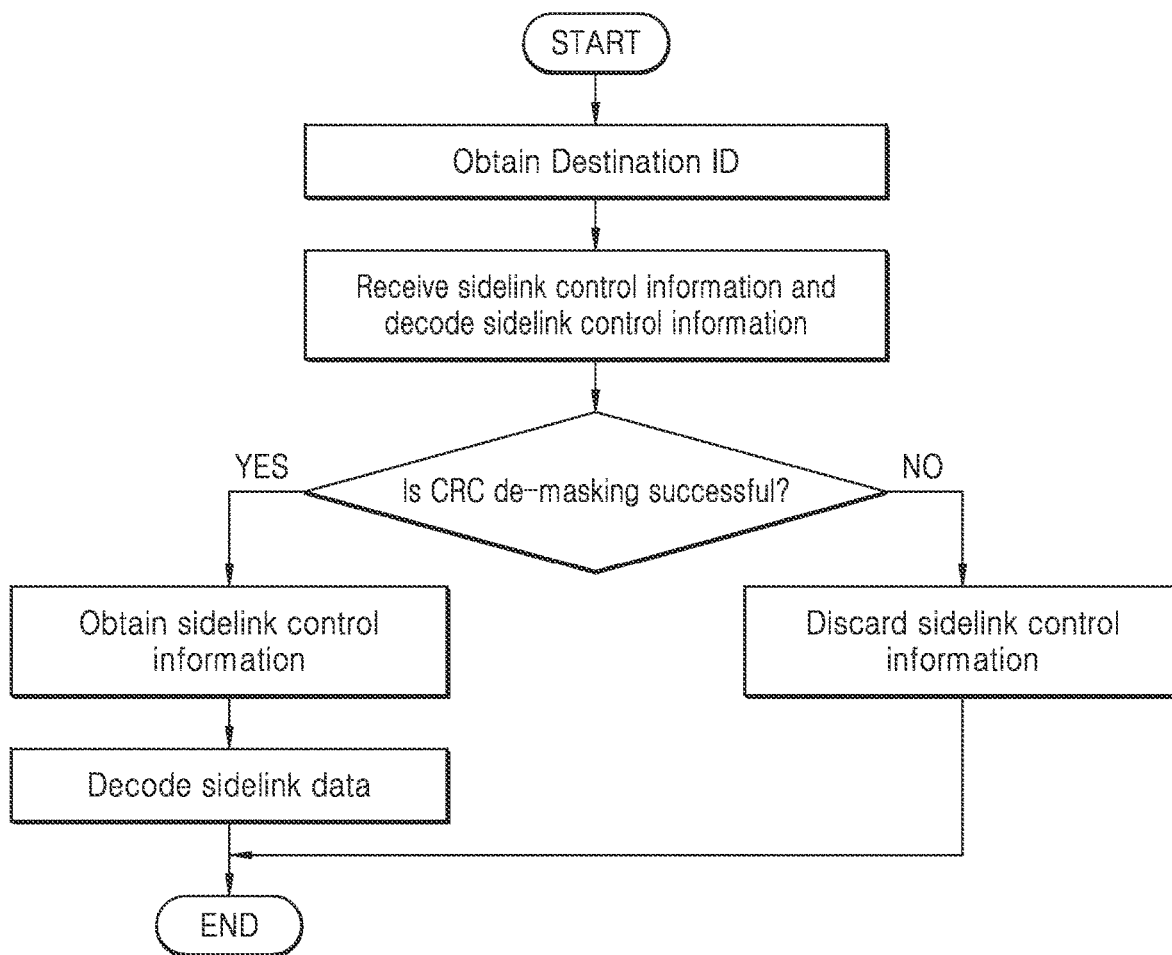 START
Obtain Destination ID
Receive sidelink control information and
decode sidelink control information
YES
NO
Is CRC de-masking successful?
Obtain sidelink control
information
Discard sidelink control
information
Decode sidelink data
END